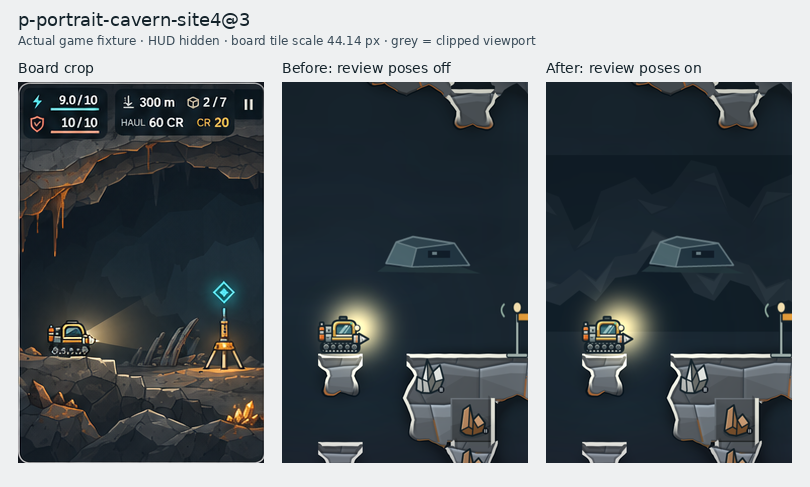 p-portrait-cavern-site4@3
Actual game fixture · HUD hidden · board tile scale 44.14 px · grey = clipped viewport
Board crop
Before: review poses off
After: review poses on
9.0/10
300 m
2/7
10/10
HAUL 60 CR
CR 20